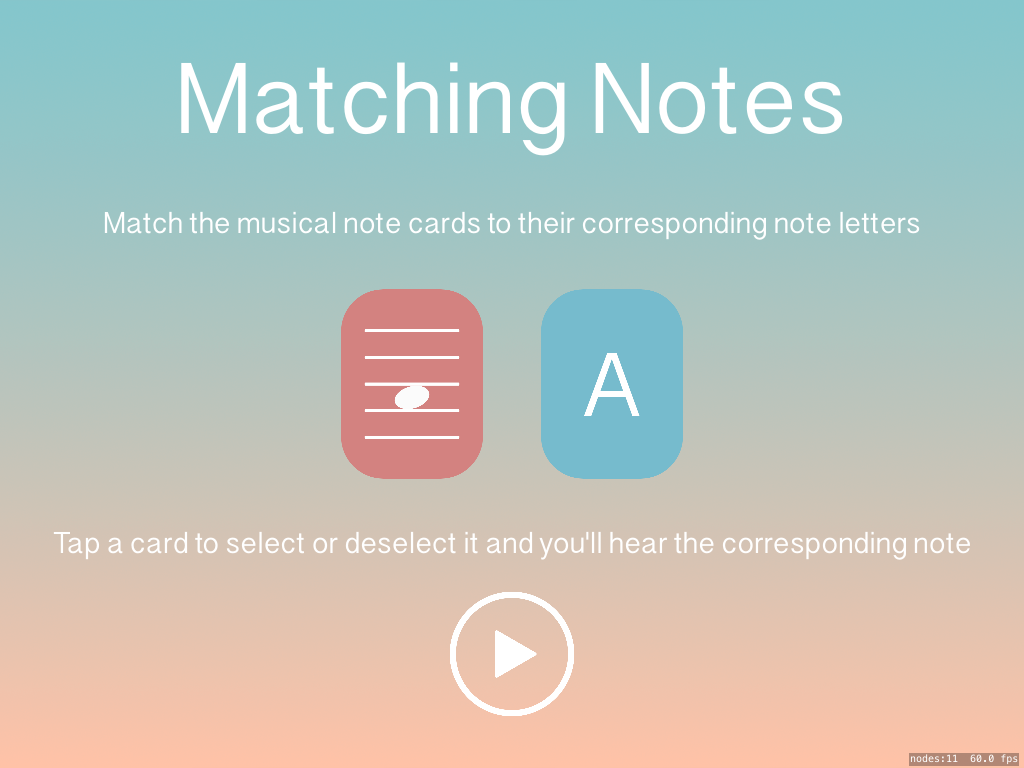 Matching Notes
Match the musical note cards to their corresponding note letters
A
Tap a card to select or deselect it and you'll hear the corresponding note
nodes:11  60.0 fps